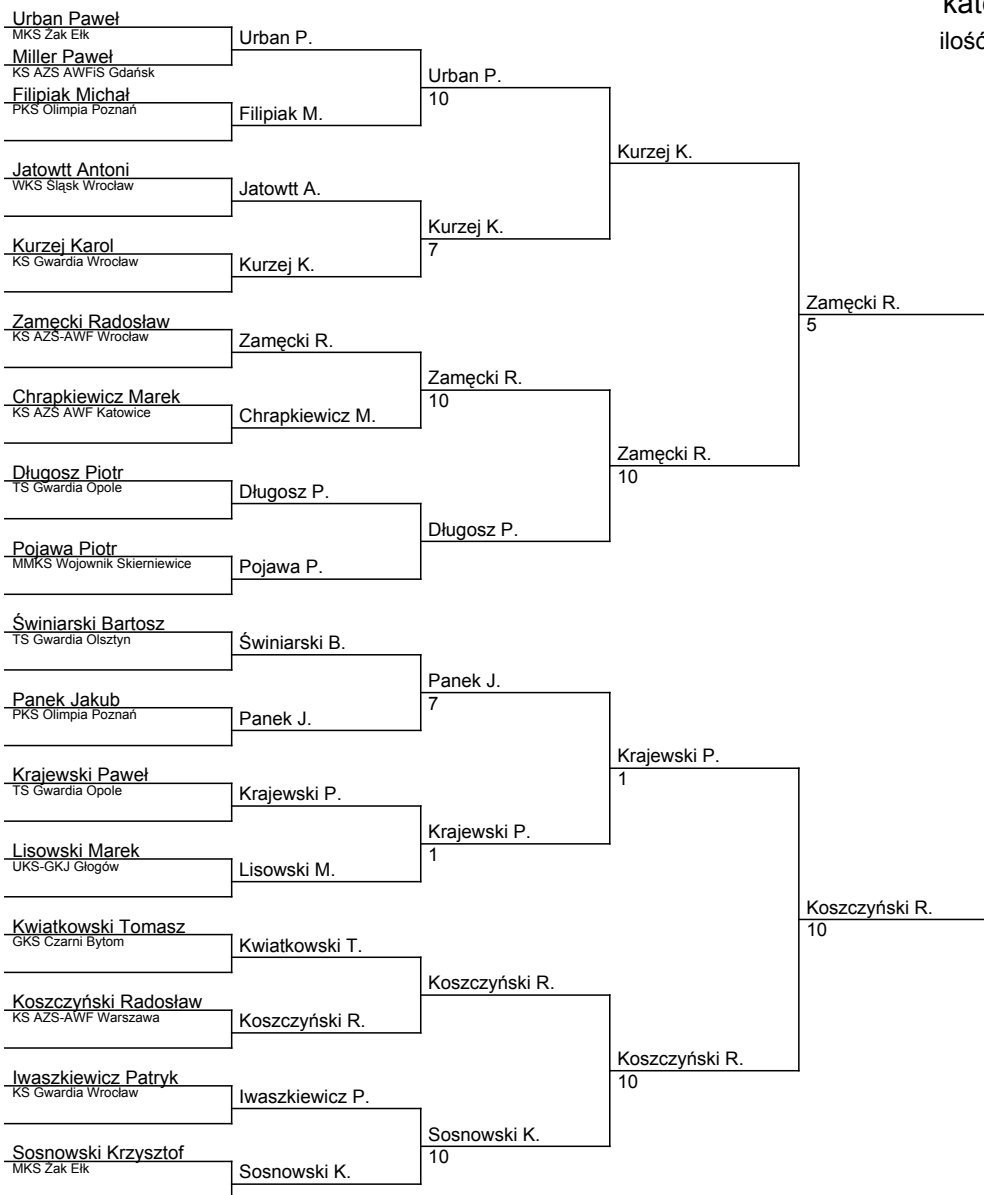 kat
ilość
Urban Paweł
MKS Żak Ełk
Miller Paweł
KS AZS AWFiS Gdańsk
Filipiak Michał
PKS Olimpia Poznań
Jatowtt Antoni
WKS Śląsk Wrocław
Kurzej Karol
KS Gwardia Wrocław
Zamęcki Radosław
KS AZS-AWF Wrocław
Chrapkiewicz Marek
KS AZS AWF Katowice
Długosz Piotr
TS Gwardia Opole
Pojawa Piotr
MMKS Wojownik Skierniewice
Świniarski Bartosz
TS Gwardia Olsztyn
Panek Jakub
PKS Olimpia Poznań
Krajewski Paweł
TS Gwardia Opole
Lisowski Marek
UKS-GKJ Głogów
Kwiatkowski Tomasz
GKS Czarni Bytom
Koszczyński Radosław
KS AZS-AWF Warszawa
Iwaszkiewicz Patryk
KS Gwardia Wrocław
Sosnowski Krzysztof
MKS Żak Ełk
Urban P.
Filipiak M.
Jatowtt A.
Kurzej K.
Zamęcki R.
Chrapkiewicz M.
Długosz P.
Pojawa P.
Świniarski B.
Panek J.
Krajewski P.
Lisowski M.
Kwiatkowski T.
Koszczyński R.
Iwaszkiewicz P.
Sosnowski K.
Urban P.
10
Kurzej K.
7
Zamęcki R.
10
Długosz P.
Panek J.
7
Krajewski P.
1
Koszczyński R.
Sosnowski K.
10
Kurzej K.
Zamęcki R.
10
Krajewski P.
1
Koszczyński R.
10
Zamęcki R.
5
Koszczyński R.
10